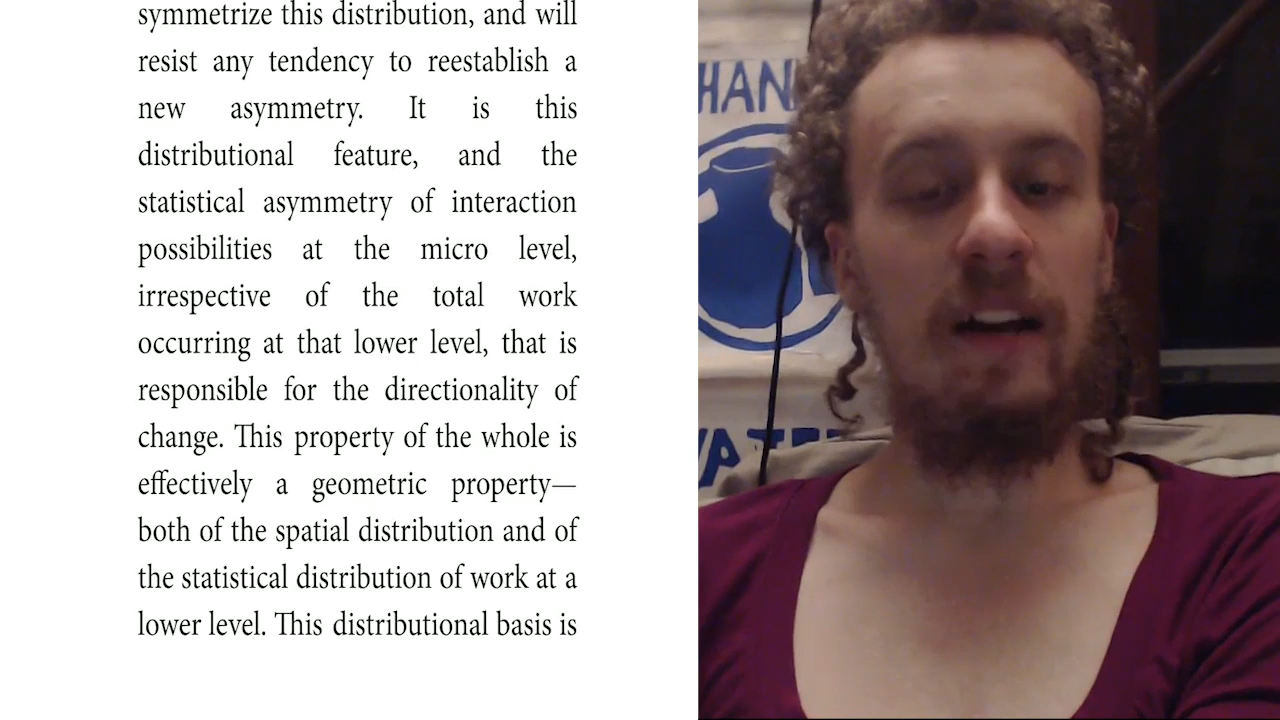 symmetrize this distribution, and will
resist any tendency to reestablish a
new asymmetry. It is this
distributional feature, and the
statistical asymmetry of interaction
possibilities at the micro level,
irrespective of the total work
occurring at that lower level, that is
responsible for the directionality of
change. This property of the whole is
effectively a geometric property—
both of the spatial distribution and of
the statistical distribution of work at a
lower level. This distributional basis is
HAN